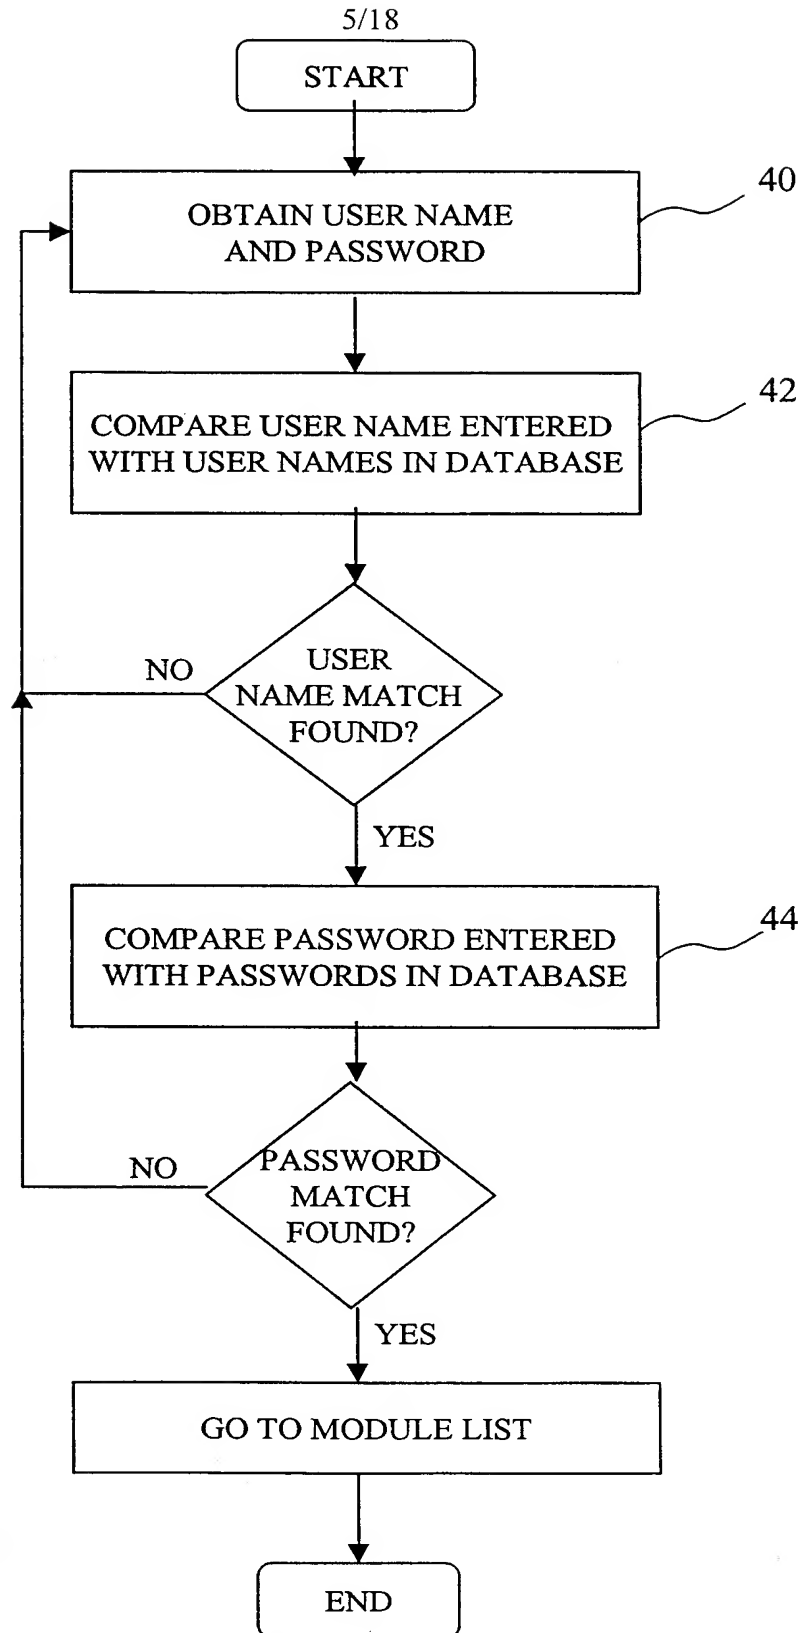 5/18
START
40
OBTAIN USER NAME
AND PASSWORD
42
COMPARE USER NAME ENTERED
WITH USER NAMES IN DATABASE
NO
USER
NAME MATCH
FOUND?
YES
44
COMPARE PASSWORD ENTERED
WITH PASSWORDS IN DATABASE
NO
PASSWORD
MATCH
FOUND?
YES
GO TO MODULE LIST
END